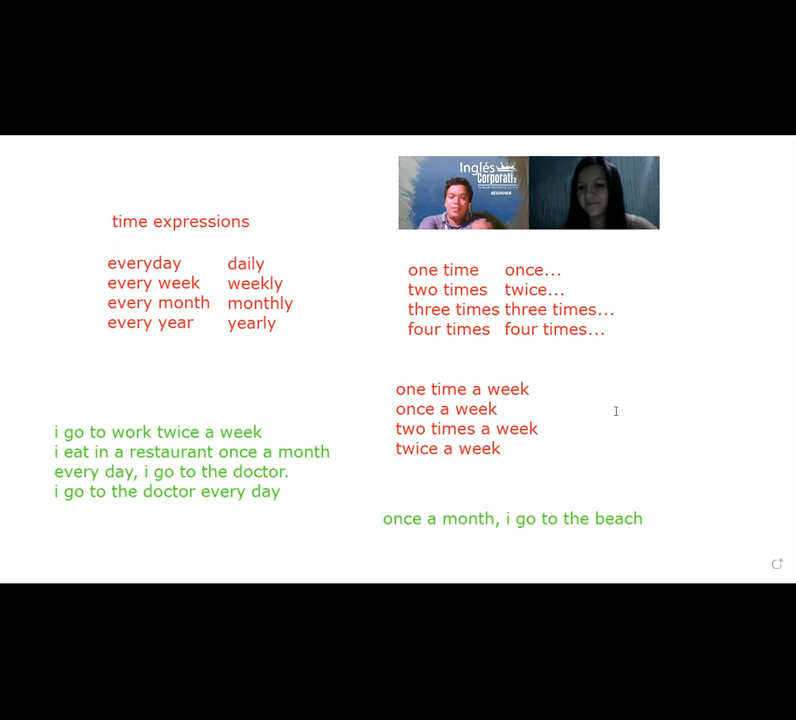 Inglés
Corporati
BEGINNER
time expressions
everyday daily
every week weekly
every month monthly
every year yearly
one time once...
two times twice...
three times three times...
four times four times...
one time a week
once a week
two times a week
twice a week
i go to work twice a week
i eat in a restaurant once a month
every day, i go to the doctor.
i go to the doctor every day
once a month, i go to the beach